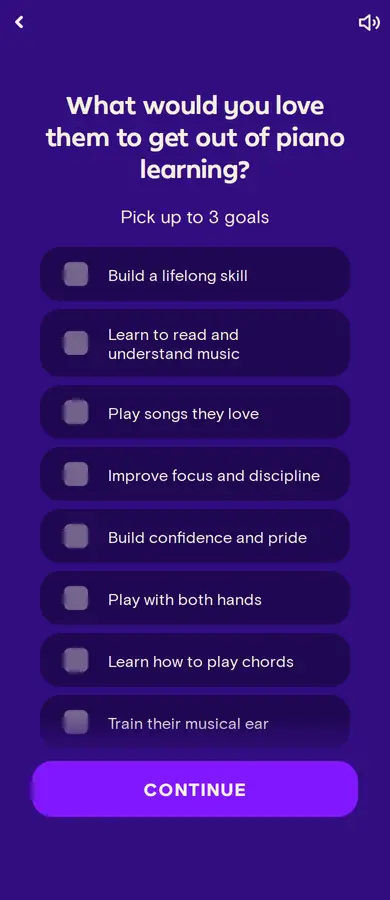 What would you love
them to get out of piano
learning?
Pick up to 3 goals
Build a lifelong skill
Learn to read and
understand music
Play songs they love
Improve focus and discipline
Build confidence and pride
Play with both hands
Learn how to play chords
Train their musical ear
CONTINUE